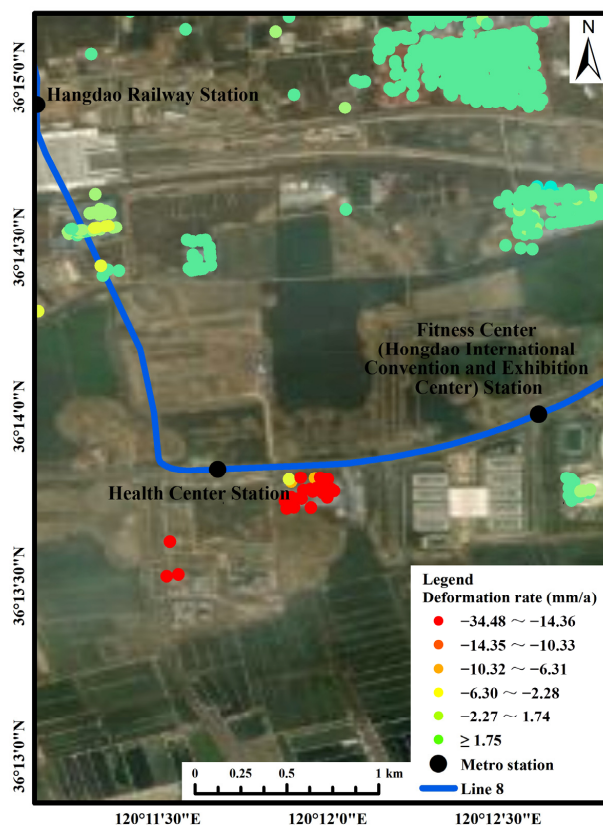 N
36°15'0"N
Hangdao Railway Station
36°14'30"N
Fitness Center
(Hongdao International
Convention and Exhibition
Center) Station
36°14'0"N
Health Center Station
36°13'30"N
Legend
Deformation rate (mm/a)
−34.48 ～ −14.36
−14.35 ～ −10.33
−10.32 ～ −6.31
−6.30 ～ −2.28
−2.27 ～ 1.74
≥ 1.75
Metro station
Line 8
36°13'0"N
0 0.25 0.5 1 km
120°11'30"E 120°12'0"E 120°12'30"E